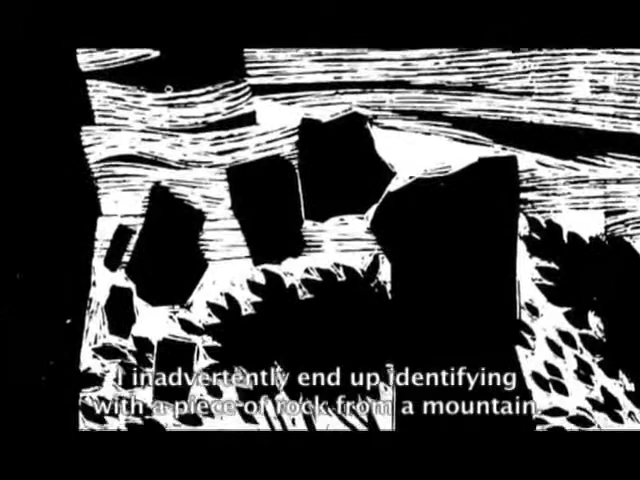 I inadvertently end up identifying
with a piece of rock from a mountain.